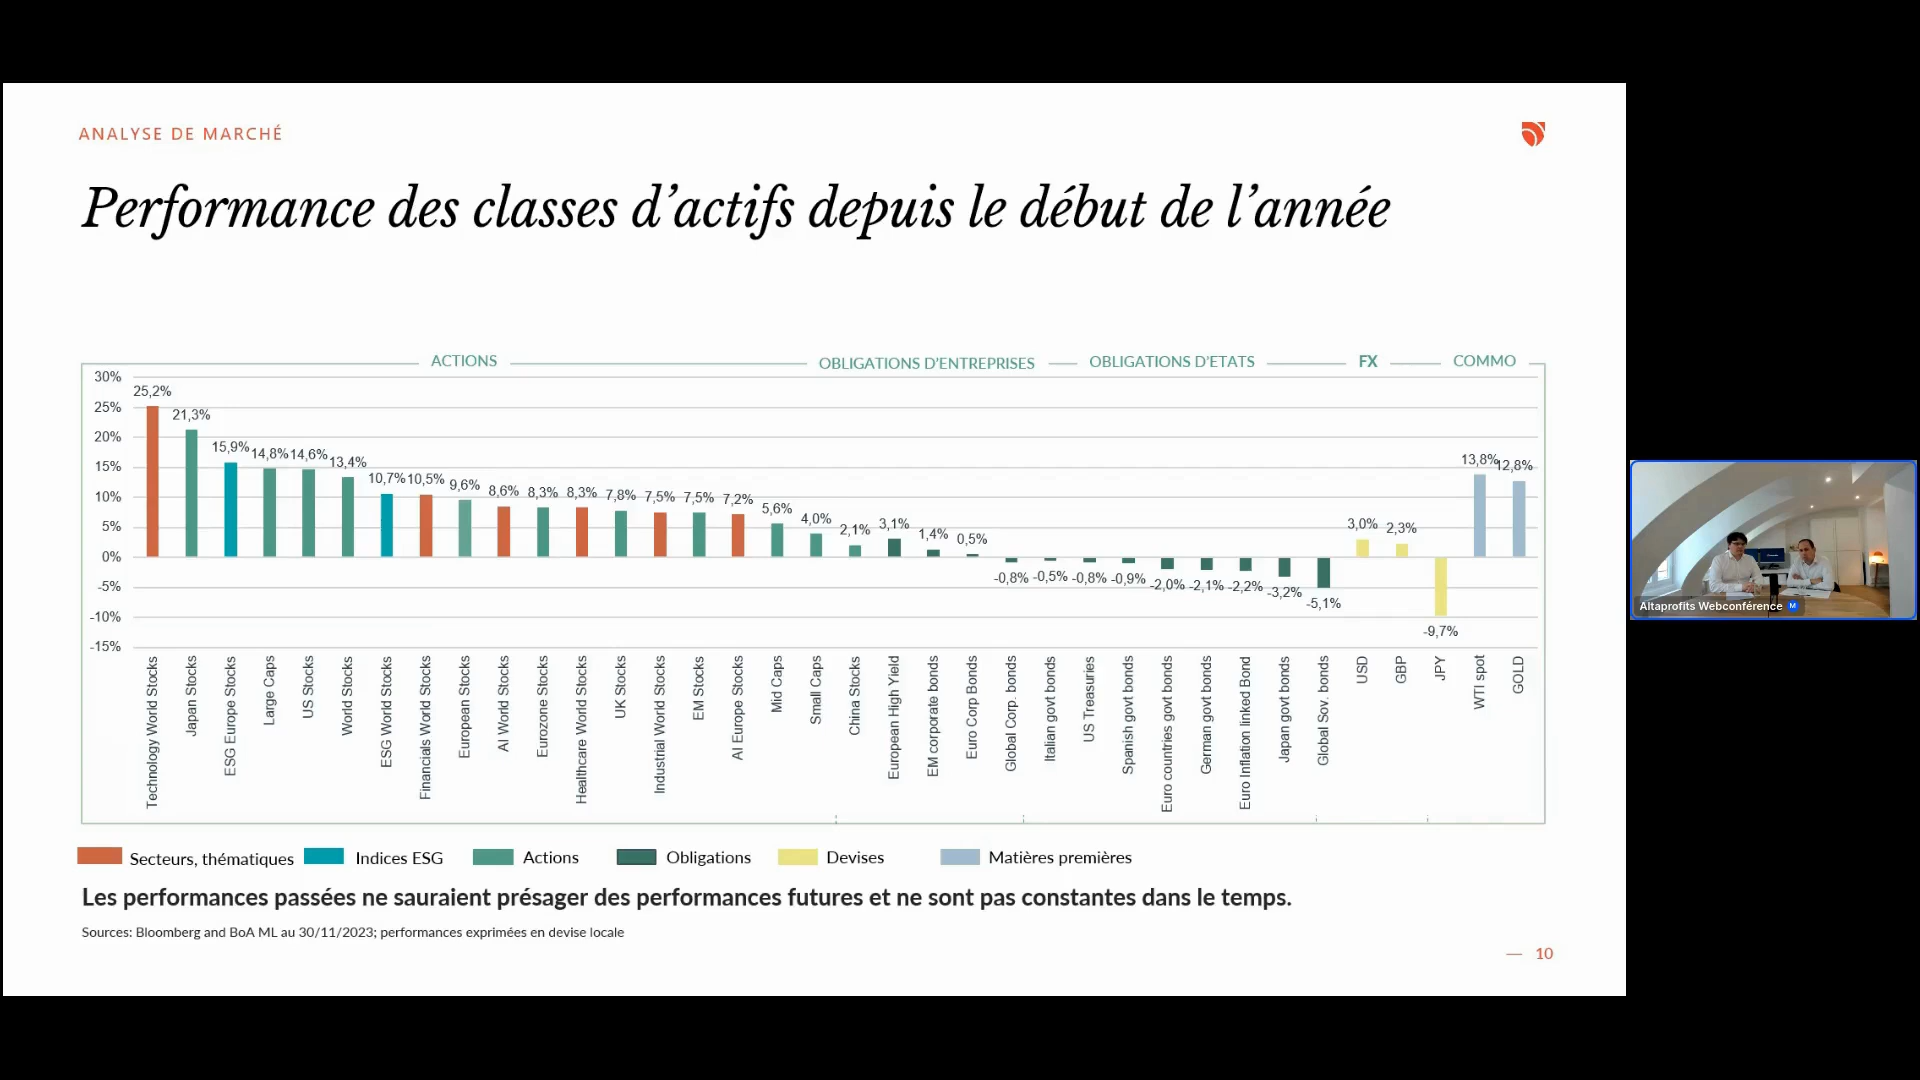 ANALYSE DE MARCHÉ
Performance des classes d’actifs depuis le début de l’année
ACTIONS
OBLIGATIONS D’ENTREPRISES
OBLIGATIONS D’ETATS
FX
COMMO
30%
25%
20%
15%
10%
5%
0%
-5%
-10%
-15%
25,2%
21,3%
15,9%
14,8%
14,6%
13,4%
10,7%
10,5%
9,6%
8,6%
8,3%
8,3%
7,8%
7,5%
7,5%
7,2%
5,6%
4,0%
2,1%
3,1%
1,4%
0,5%
-0,8%
-0,5%
-0,8%
-0,9%
-2,0%
-2,1%
-2,2%
-3,2%
-5,1%
3,0%
2,3%
-9,7%
13,8%
12,8%
Technology World Stocks
Japan Stocks
ESG Europe Stocks
Large Caps
US Stocks
World Stocks
ESG World Stocks
Financials World Stocks
European Stocks
AI World Stocks
Eurozone Stocks
Healthcare World Stocks
UK Stocks
Industrial World Stocks
EM Stocks
AI Europe Stocks
Mid Caps
Small Caps
China Stocks
European High Yield
EM corporate bonds
Euro Corp Bonds
Global Corp. bonds
Italian govt bonds
US Treasuries
Spanish govt bonds
Euro countries govt bonds
German govt bonds
Euro Inflation linked Bond
Japan govt bonds
Global Sov. bonds
USD
GBP
JPY
WTI spot
GOLD
Secteurs, thématiques
Indices ESG
Actions
Obligations
Devises
Matières premières
Les performances passées ne sauraient présager des performances futures et ne sont pas constantes dans le temps.
Sources: Bloomberg and BoA ML au 30/11/2023; performances exprimées en devise locale
— 10
Altaprofits Webconférence M